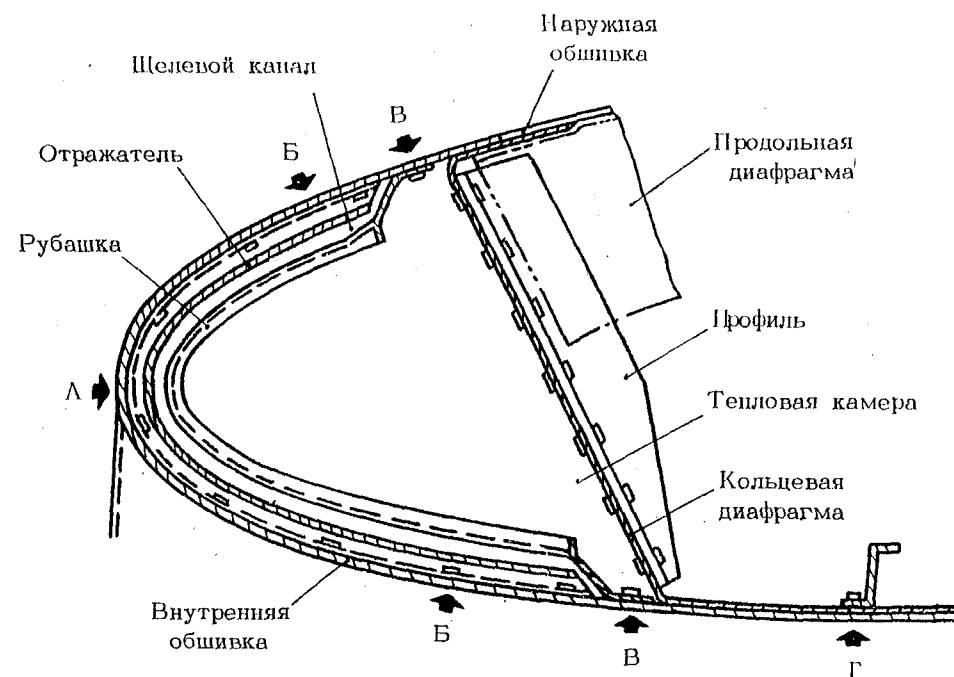 Наружная
обшивка
Щелевой канал
В
Б
Отражатель
Продольная
диафрагма
Рубашка
Профиль
А
Тепловая камера
Кольцевая
диафрагма
Внутренняя
обшивка
Б
В
Г